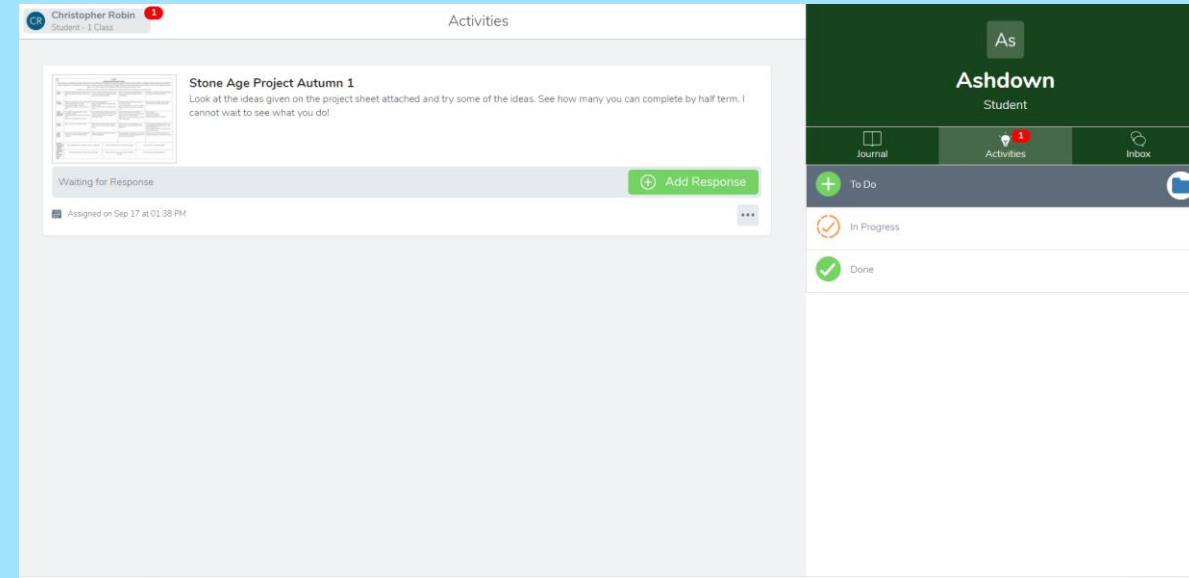 CR
Christopher Robin
1
Student - 1 Class
Activities
Stone Age Project Autumn 1
Look at the ideas given on the project sheet attached and try some of the ideas. See how many you can complete by half term. I
cannot wait to see what you do!
Waiting for Response
Add Response
Assigned on Sep 17 at 01:38 PM
As
Ashdown
Student
1
Journal
Activities
Inbox
To Do
In Progress
Done